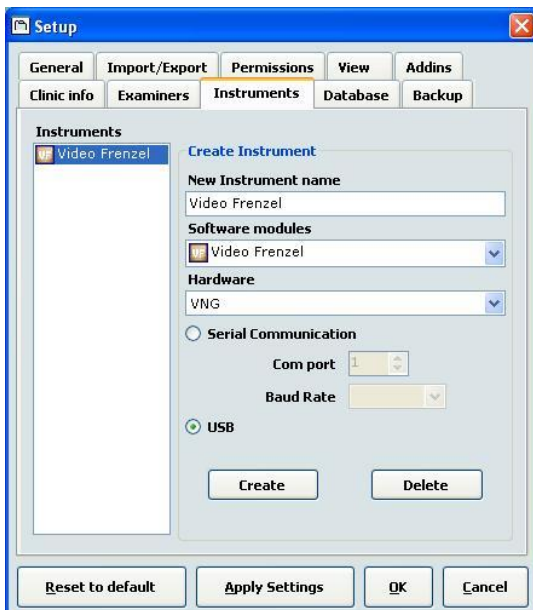 Setup
General Import/Export Permissions View Addins
Clinic info Examiners Instruments Database Backup
Instruments
VF Video Frenzel
Create Instrument
New Instrument name
Video Frenzel
Software modules
VF Video Frenzel
Hardware
VNG
Serial Communication
Com port 1
Baud Rate
USB
Create Delete
Reset to default Apply Settings OK Cancel